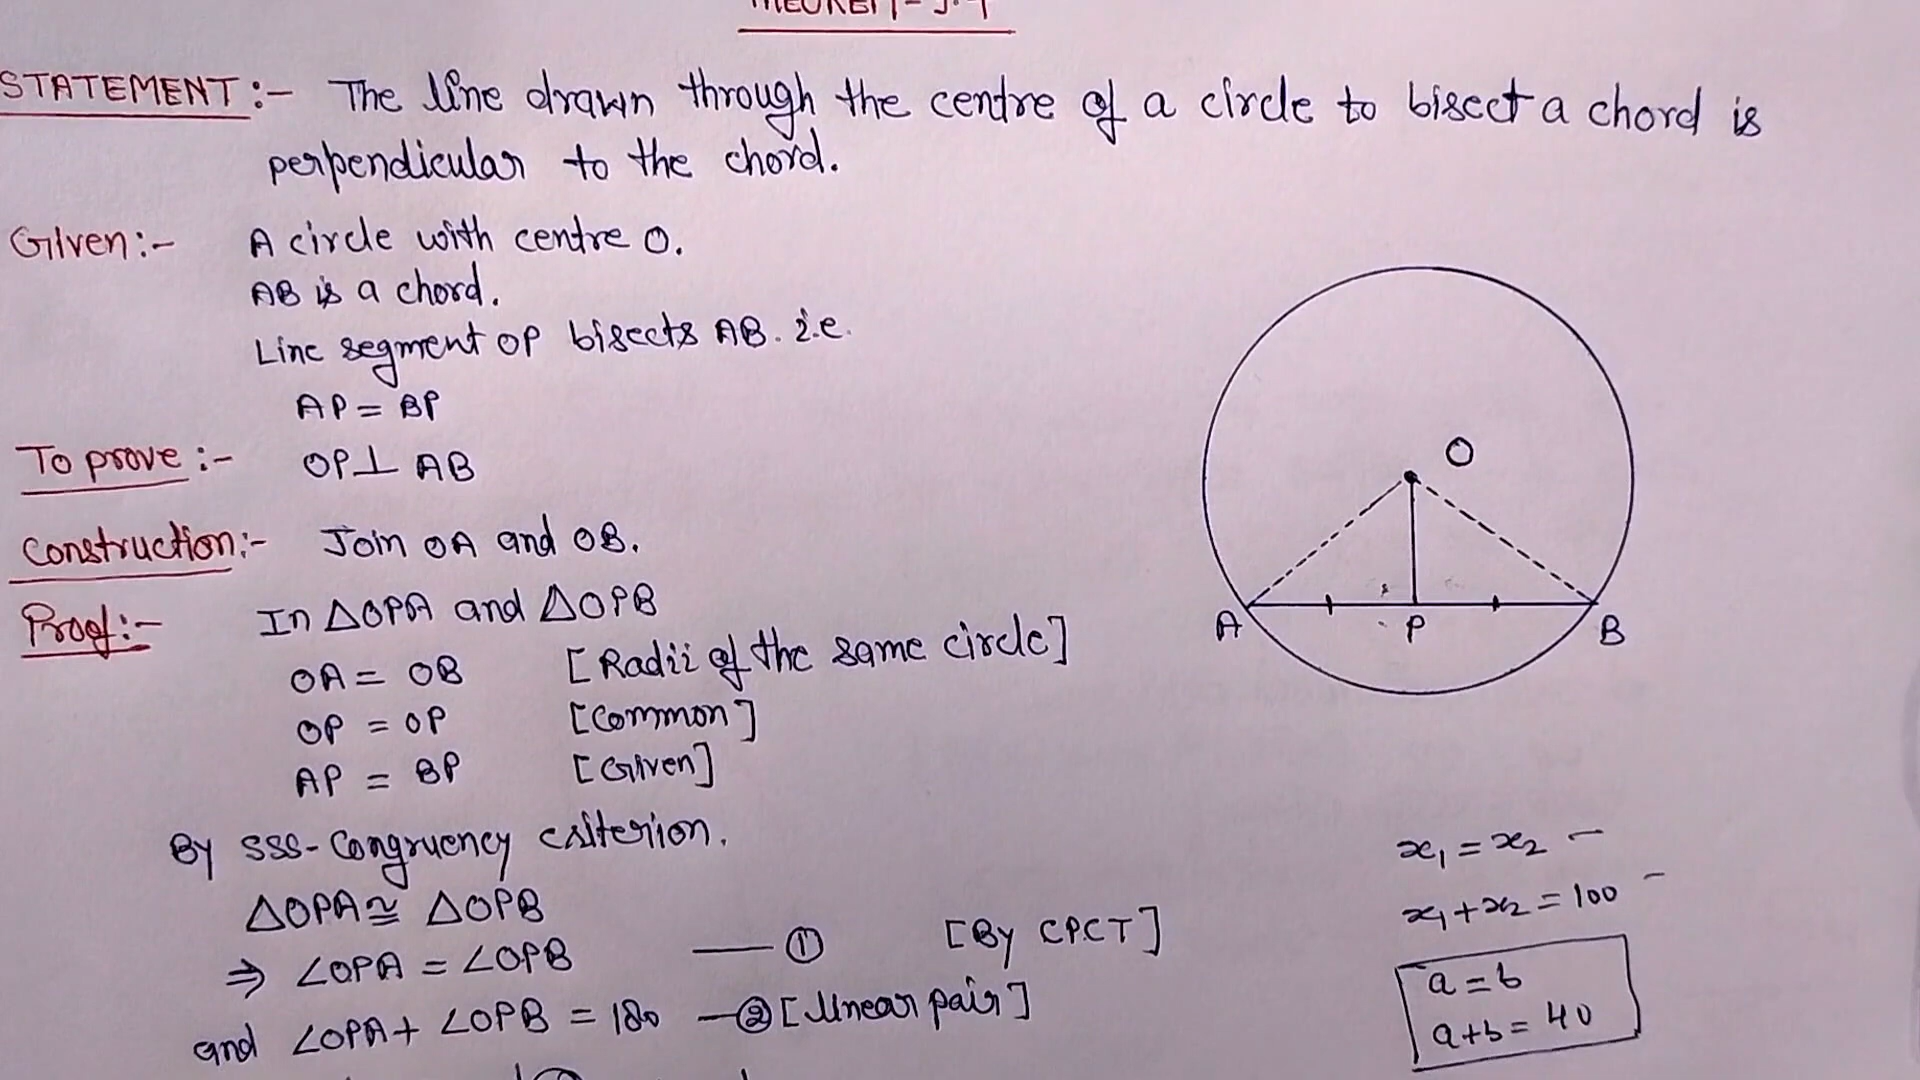 STATEMENT:- The line drawn through the centre of a circle to bisect a chord is
perpendicular to the chord.
GIven:- A circle with centre O.
AB is a chord.
Line segment OP bisects AB. i.e.
AP = BP
To prove:- OP⊥ AB
Construction:- Join OA and OB.
Proof:- In △OPA and △OPB
OA = OB [Radii of the same circle]
OP = OP [Common]
AP = BP [Given]
By SSS-Congruency criterion.
△OPA ≅ △OPB
⇒ ∠OPA = ∠OPB —— ① [By CPCT]
and ∠OPA + ∠OPB = 180 —② [linear pair]
O
A
P
B
x₁ = x₂ —
x₁ + x₂ = 100 —
a = b
a+b = 40